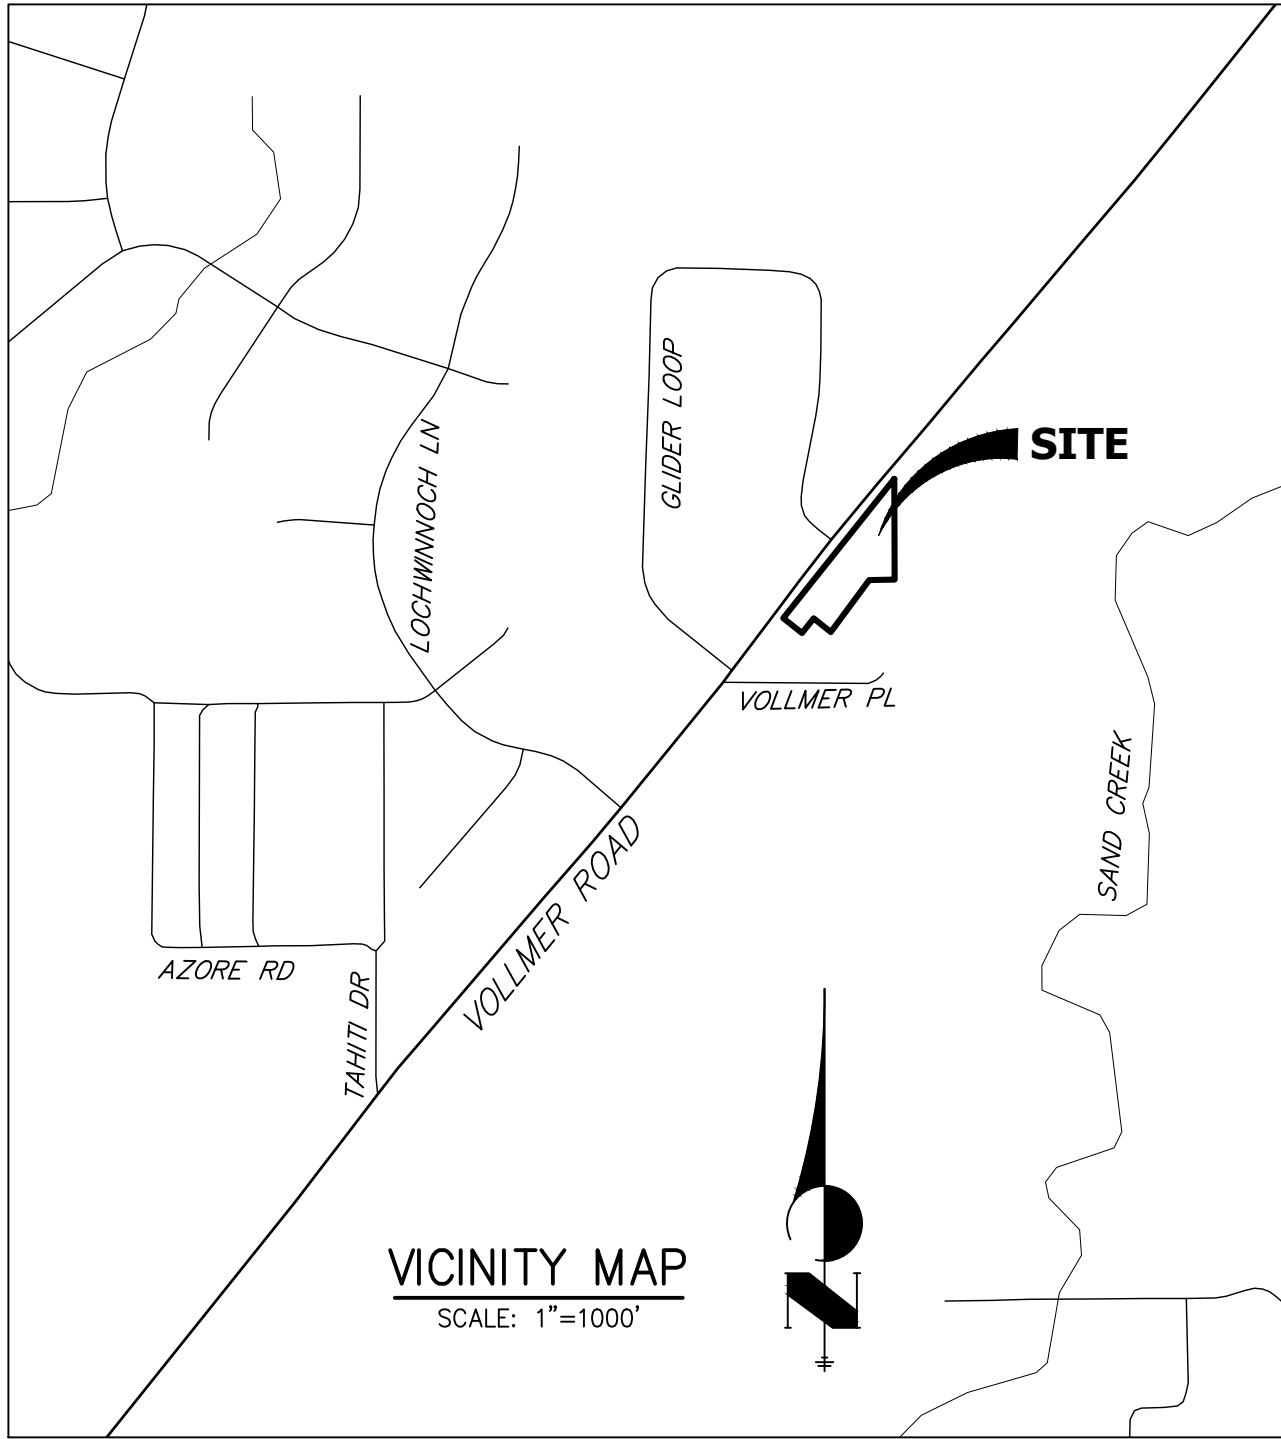 GLIDER LOOP
SITE
LOCHWINNOCH LN
VOLLMER PL
SAND CREEK
VOLLMER ROAD
AZORE RD
TAHITI DR
VICINITY MAP
SCALE: 1"=1000'
N